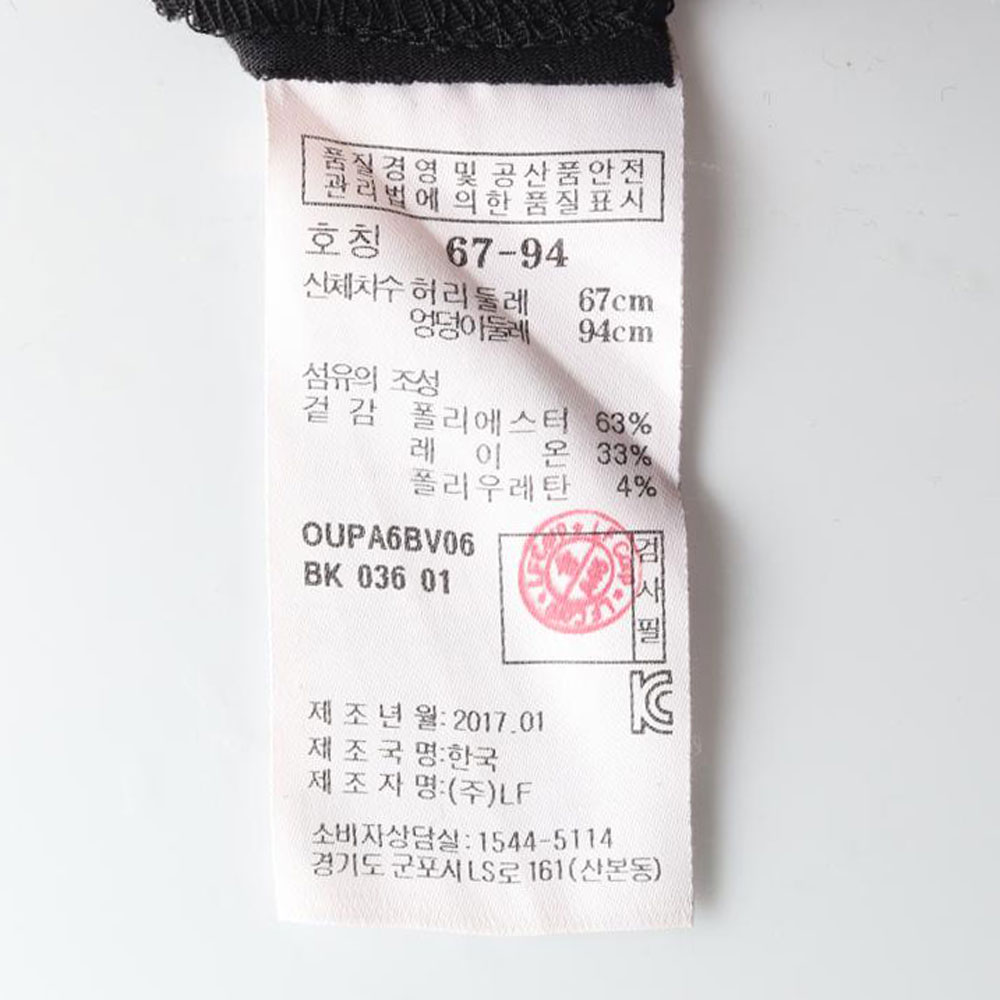 품질경영 및 공산품안전
관리법에 의한 품질표시
호칭 67-94
신체치수 허리둘레 67cm
엉덩이둘레 94cm
섬유의 조성
겉감 폴리에스터 63%
레이온 33%
폴리우레탄 4%
OUPA6BV06
BK 036 01
검사필
제조년월: 2017.01
제조국명:한국
제조자명:(주)LF
소비자상담실: 1544-5114
경기도 군포시 LS로 161(산본동)